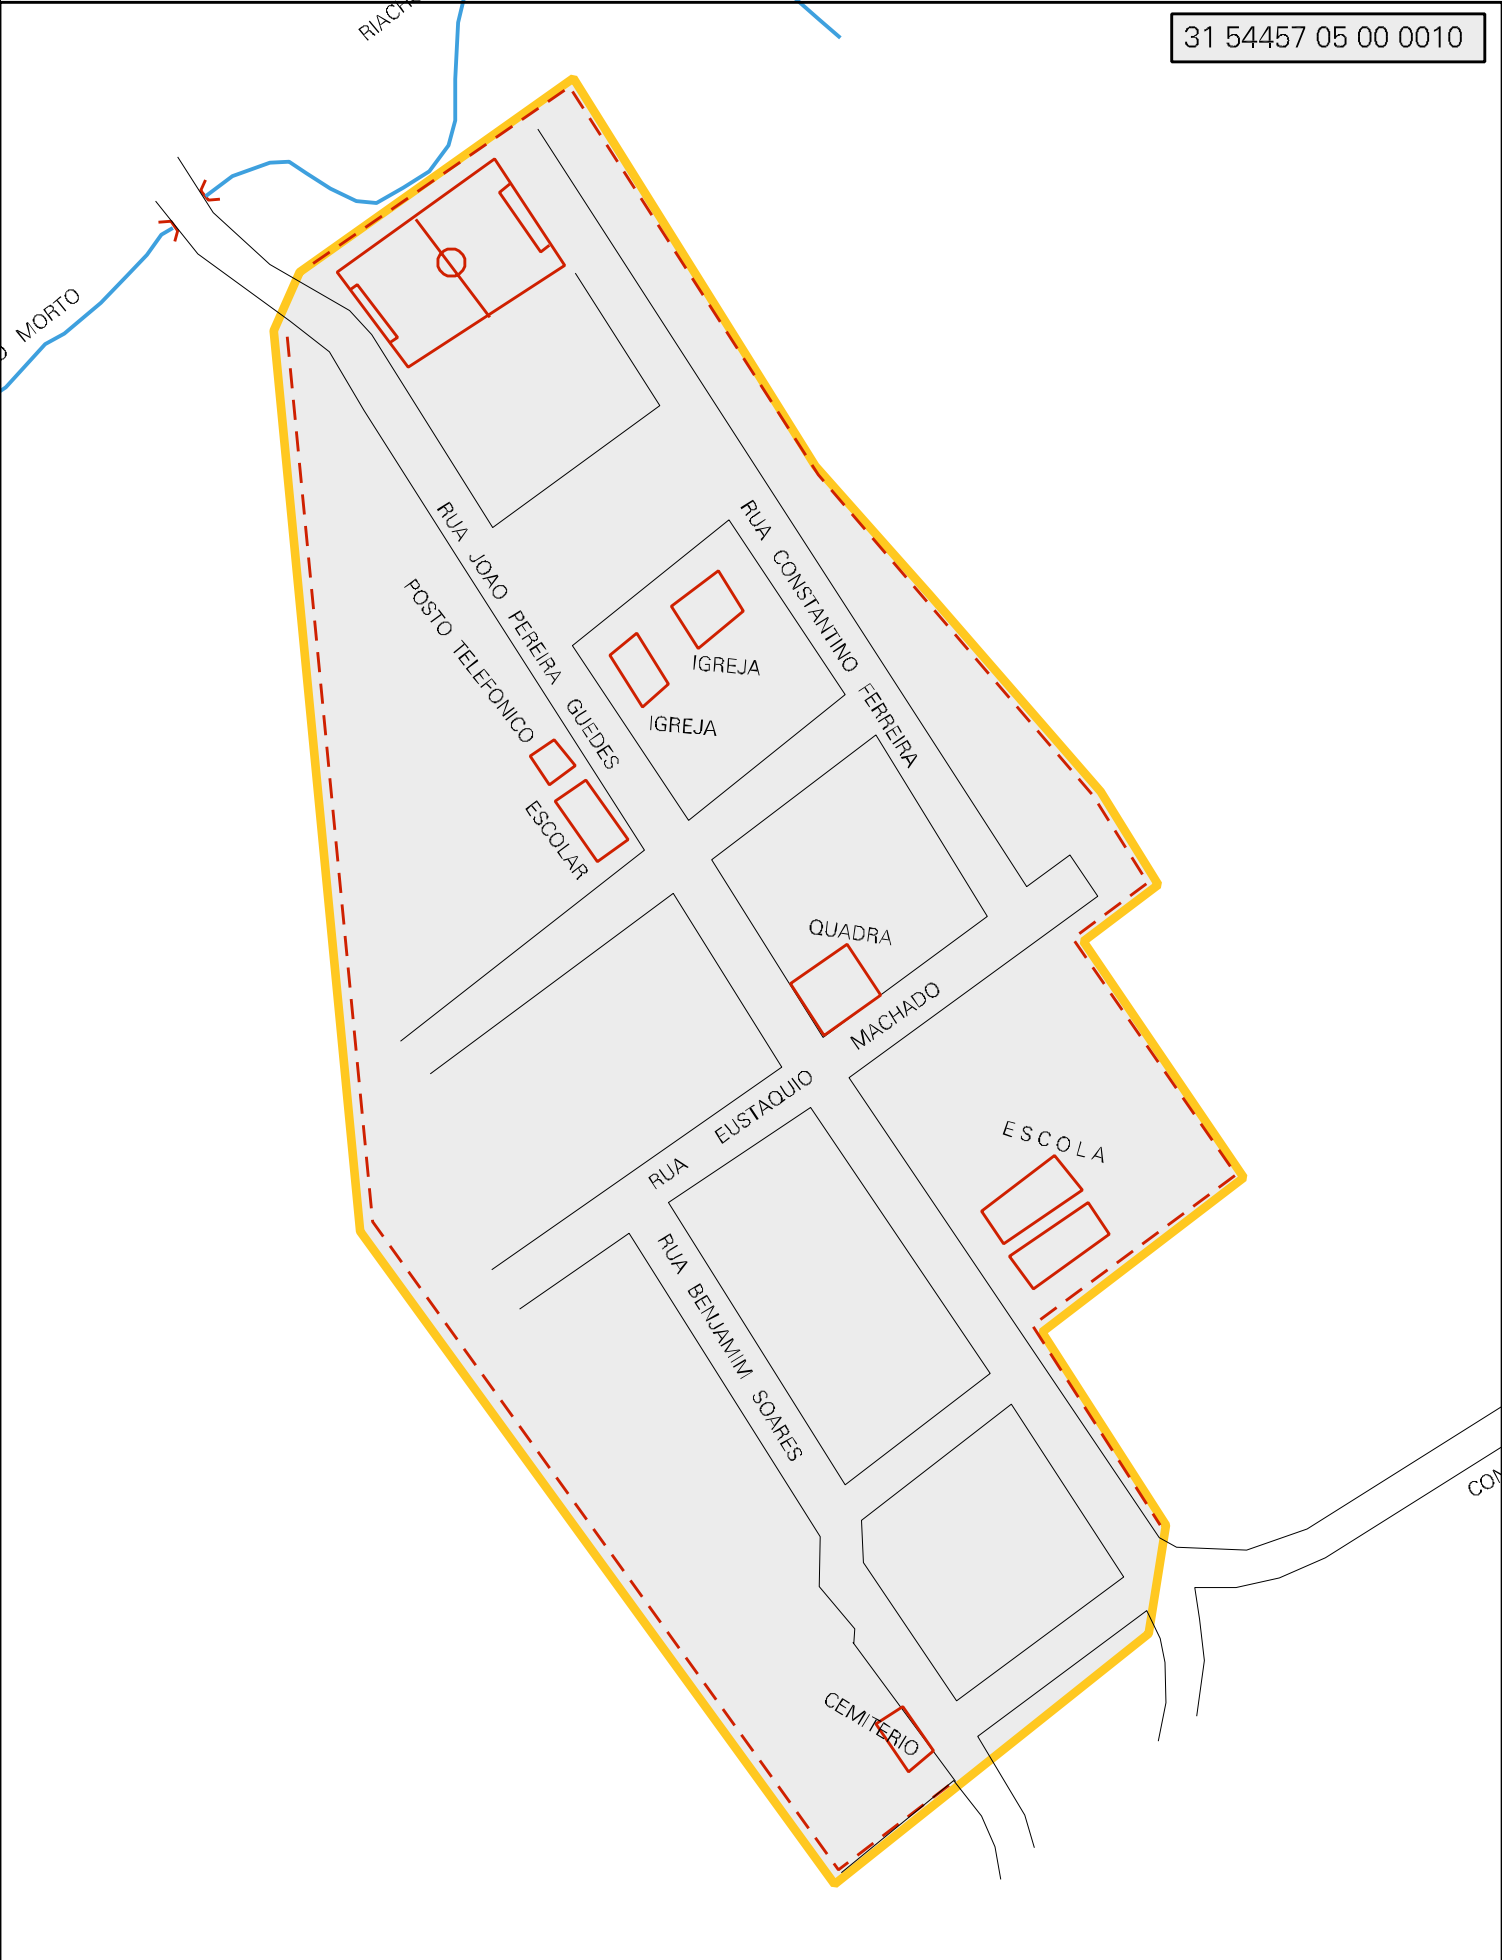 31 54457 05 00 0010
MORTO
RUA JOAO PEREIRA GUEDES
RUA CONSTANTINO FERREIRA
POSTO TELEFONICO
IGREJA
IGREJA
ESCOLAR
QUADRA
RUA EUSTAQUIO MACHADO
ESCOLA
RUA BENJAMIM SOARES
CEMITERIO